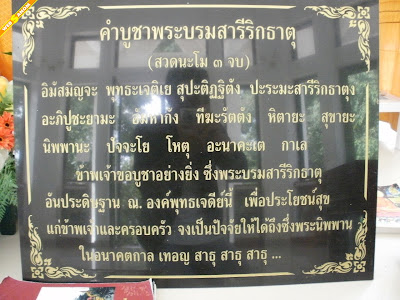 คำบูชาพระบรมสารีริกธาตุ
(สวดนะโม ๓ จบ)
อิมัสมิญจะ พุทธะเจติเย สุปะติฏฐิตัง ปะระมะสารีริกธาตุง
อะภิปูชะยามะ อัมหากัง ทีฆะรัตตัง หิตายะ สุขายะ
นิพพานะ ปัจจะโย โหตุ อะนาคะเต กาเล
ข้าพเจ้าขอบูชาอย่างยิ่ง ซึ่งพระบรมสารีริกธาตุ
อันประดิษฐาน ณ. องค์พุทธเจดีย์นี้ เพื่อประโยชน์สุข
แก่ข้าพเจ้าและครอบครัว จงเป็นปัจจัยให้ได้ถึงซึ่งพระนิพพาน
ในอนาคตกาล เทอญ สาธุ สาธุ สาธุ ...